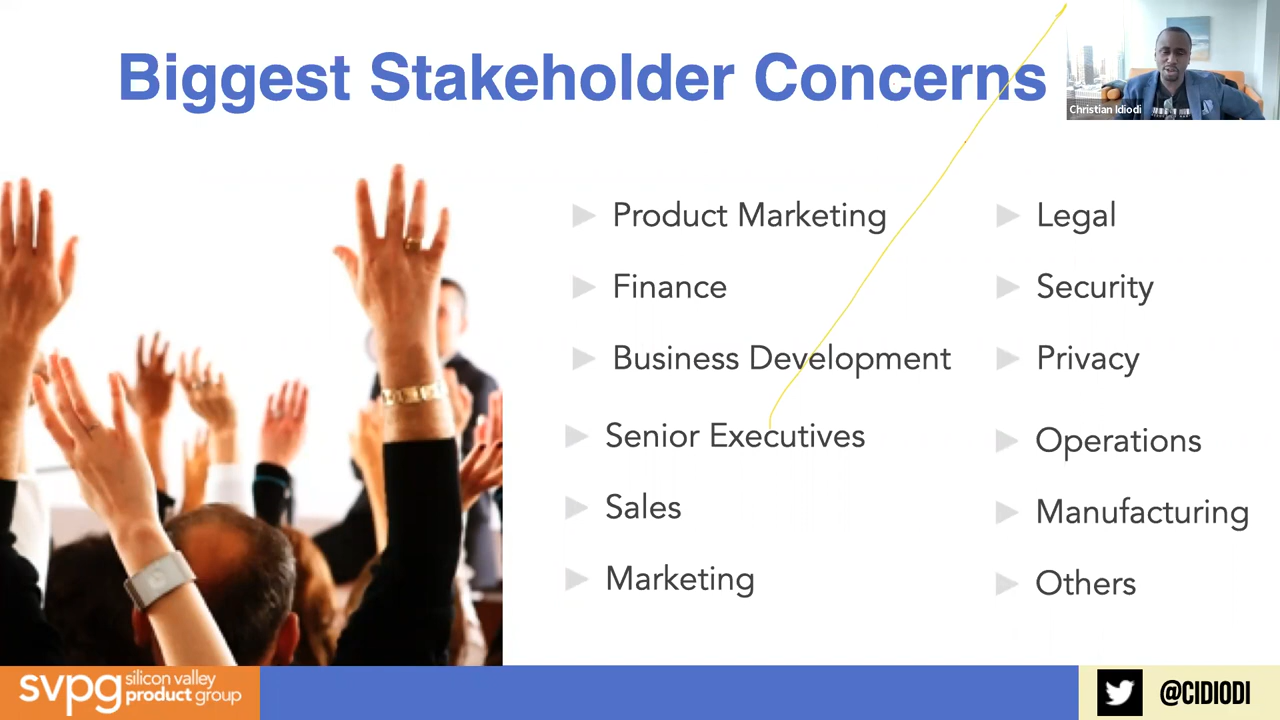 Biggest Stakeholder Concerns
Christian Idiodi
Product Marketing
Finance
Business Development
Senior Executives
Sales
Marketing
Legal
Security
Privacy
Operations
Manufacturing
Others
svpg silicon valley
product group
@CIDIODI